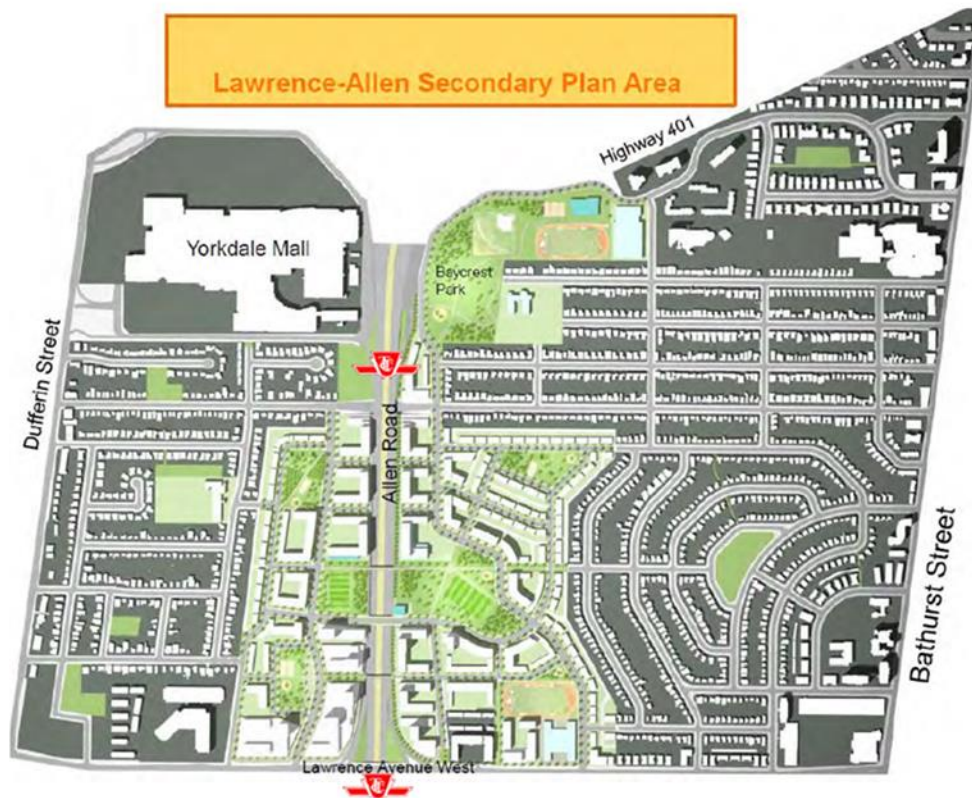 Lawrence-Allen Secondary Plan Area
Highway 401
Yorkdale Mall
Baycrest
Park
Dufferin Street
Allen Road
Bathurst Street
Lawrence Avenue West